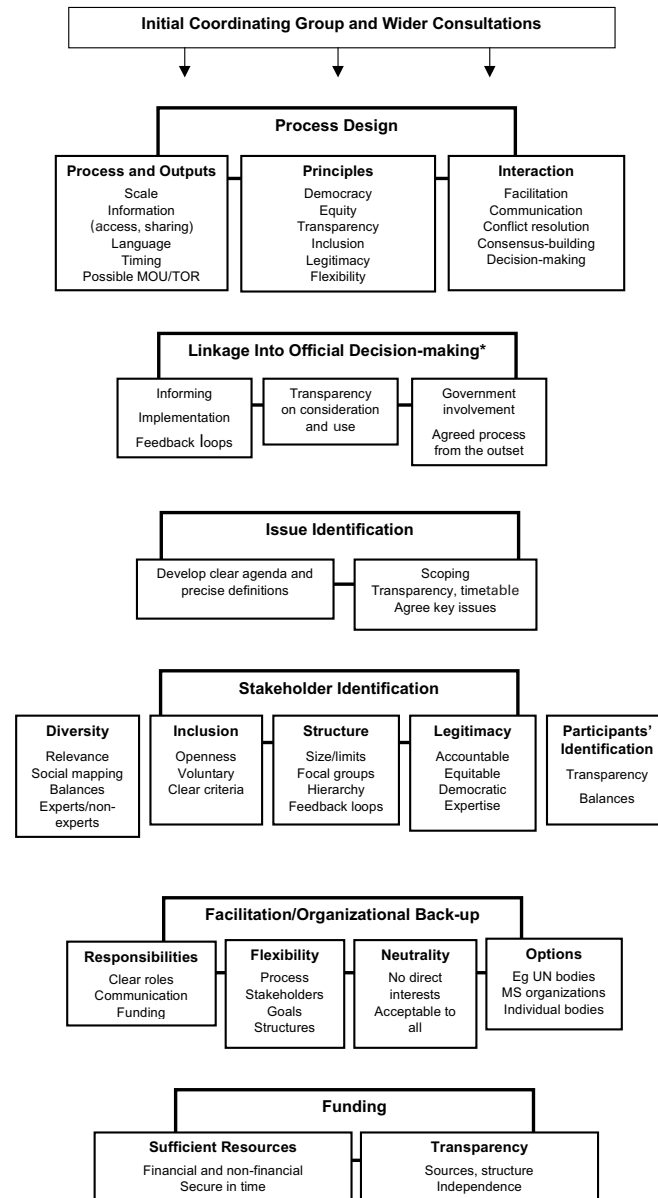 Initial Coordinating Group and Wider Consultations
Process Design
Process and Outputs
Scale
Information
(access, sharing)
Language
Timing
Possible MOU/TOR
Principles
Democracy
Equity
Transparency
Inclusion
Legitimacy
Flexibility
Interaction
Facilitation
Communication
Conflict resolution
Consensus-building
Decision-making
Linkage Into Official Decision-making*
Informing
Implementation
Feedback loops
Transparency
on consideration
and use
Government
involvement
Agreed process
from the outset
Issue Identification
Develop clear agenda and
precise definitions
Scoping
Transparency, timetable
Agree key issues
Stakeholder Identification
Diversity
Relevance
Social mapping
Balances
Experts/non-
experts
Inclusion
Openness
Voluntary
Clear criteria
Structure
Size/limits
Focal groups
Hierarchy
Feedback loops
Legitimacy
Accountable
Equitable
Democratic
Expertise
Participants'
Identification
Transparency
Balances
Facilitation/Organizational Back-up
Responsibilities
Clear roles
Communication
Funding
Flexibility
Process
Stakeholders
Goals
Structures
Neutrality
No direct
interests
Acceptable to
all
Options
Eg UN bodies
MS organizations
Individual bodies
Funding
Sufficient Resources
Financial and non-financial
Secure in time
Transparency
Sources, structure
Independence